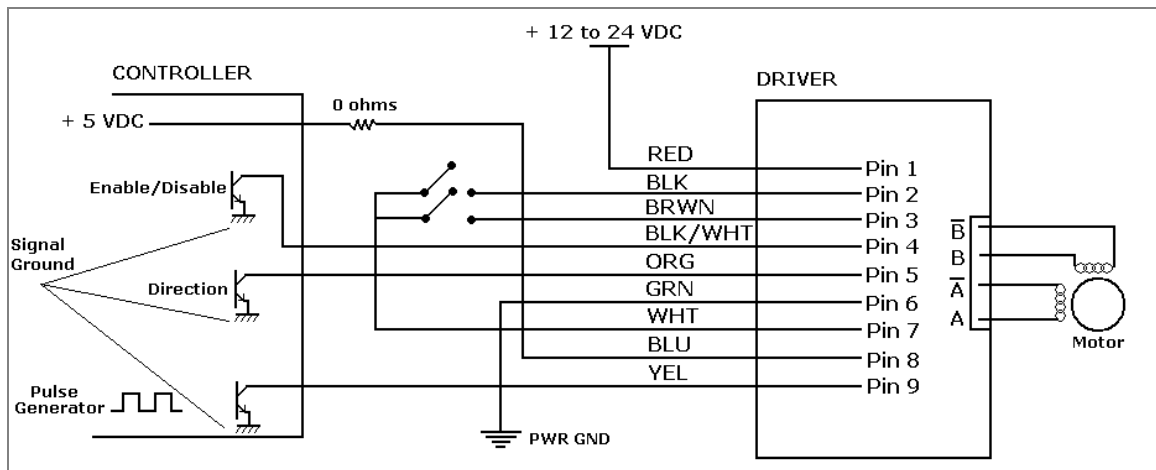 + 12 to 24 VDC
CONTROLLER
DRIVER
0 ohms
+ 5 VDC
RED
Pin 1
Enable/Disable
BLK
Pin 2
BRWN
Pin 3
BLK/WHT
Pin 4
B̅
Signal
Ground
ORG
Pin 5
B
Direction
GRN
Pin 6
A̅
WHT
Pin 7
A
Motor
BLU
Pin 8
YEL
Pin 9
Pulse
Generator
PWR GND